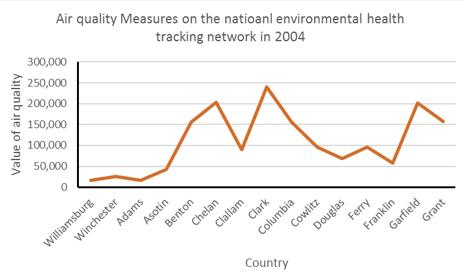 Air quality Measures on the natioanl environmental health
tracking network in 2004
Value of air quality
300,000
250,000
200,000
150,000
100,000
50,000
0
Williamsburg
Winchester
Adams
Asotin
Benton
Chelan
Clallam
Clark
Columbia
Cowlitz
Douglas
Ferry
Franklin
Garfield
Grant
Country